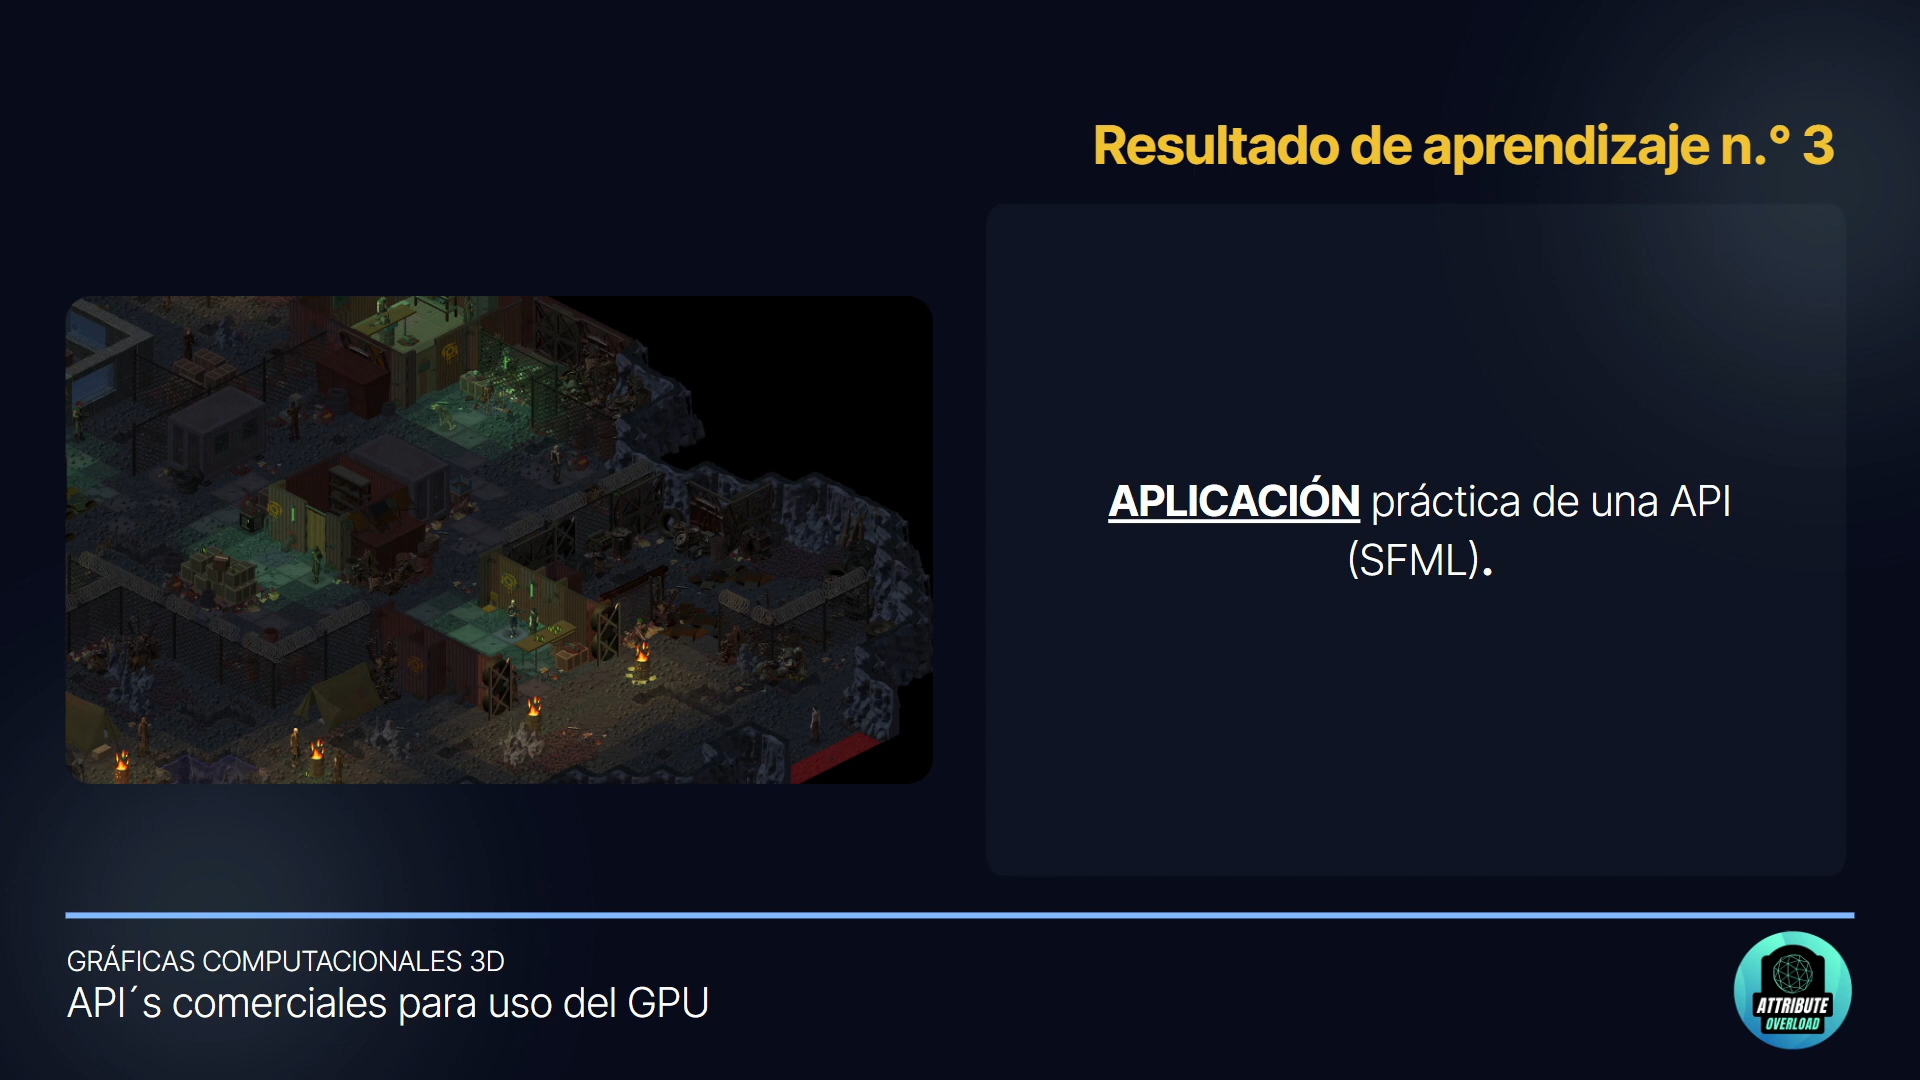 Resultado de aprendizaje n.° 3
APLICACIÓN práctica de una API
(SFML).
GRÁFICAS COMPUTACIONALES 3D
API´s comerciales para uso del GPU
ATTRIBUTE
OVERLOAD